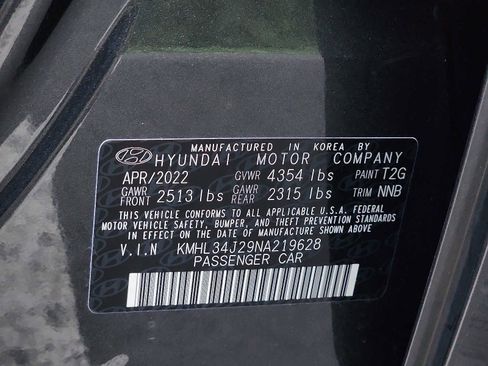 MANUFACTURED IN KOREA BY
HYUNDAI MOTOR COMPANY
APR/2022 GVWR 4354 lbs PAINT T2G
GAWR FRONT 2513 lbs GAWR REAR 2315 lbs TRIM NNB
THIS VEHICLE CONFORMS TO ALL APPLICABLE U.S.A. FEDERAL
MOTOR VEHICLE SAFETY, BUMPER, AND THEFT PREVENTION STANDARDS
IN EFFECT ON THE DATE OF MANUFACTURE SHOWN ABOVE
V.I.N KMHL34J29NA219628
PASSENGER CAR